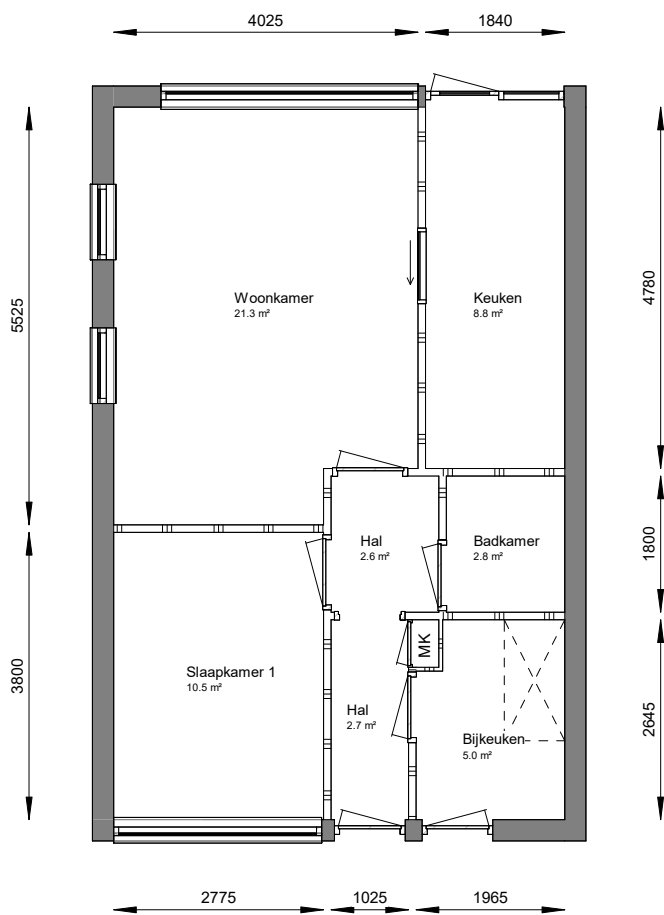 4025
1840
5525
4780
Woonkamer
21.3 m²
Keuken
8.8 m²
Hal
2.6 m²
Badkamer
2.8 m²
1800
3800
MK
Slaapkamer 1
10.5 m²
Hal
2.7 m²
Bijkeuken
5.0 m²
2645
2775
1025
1965